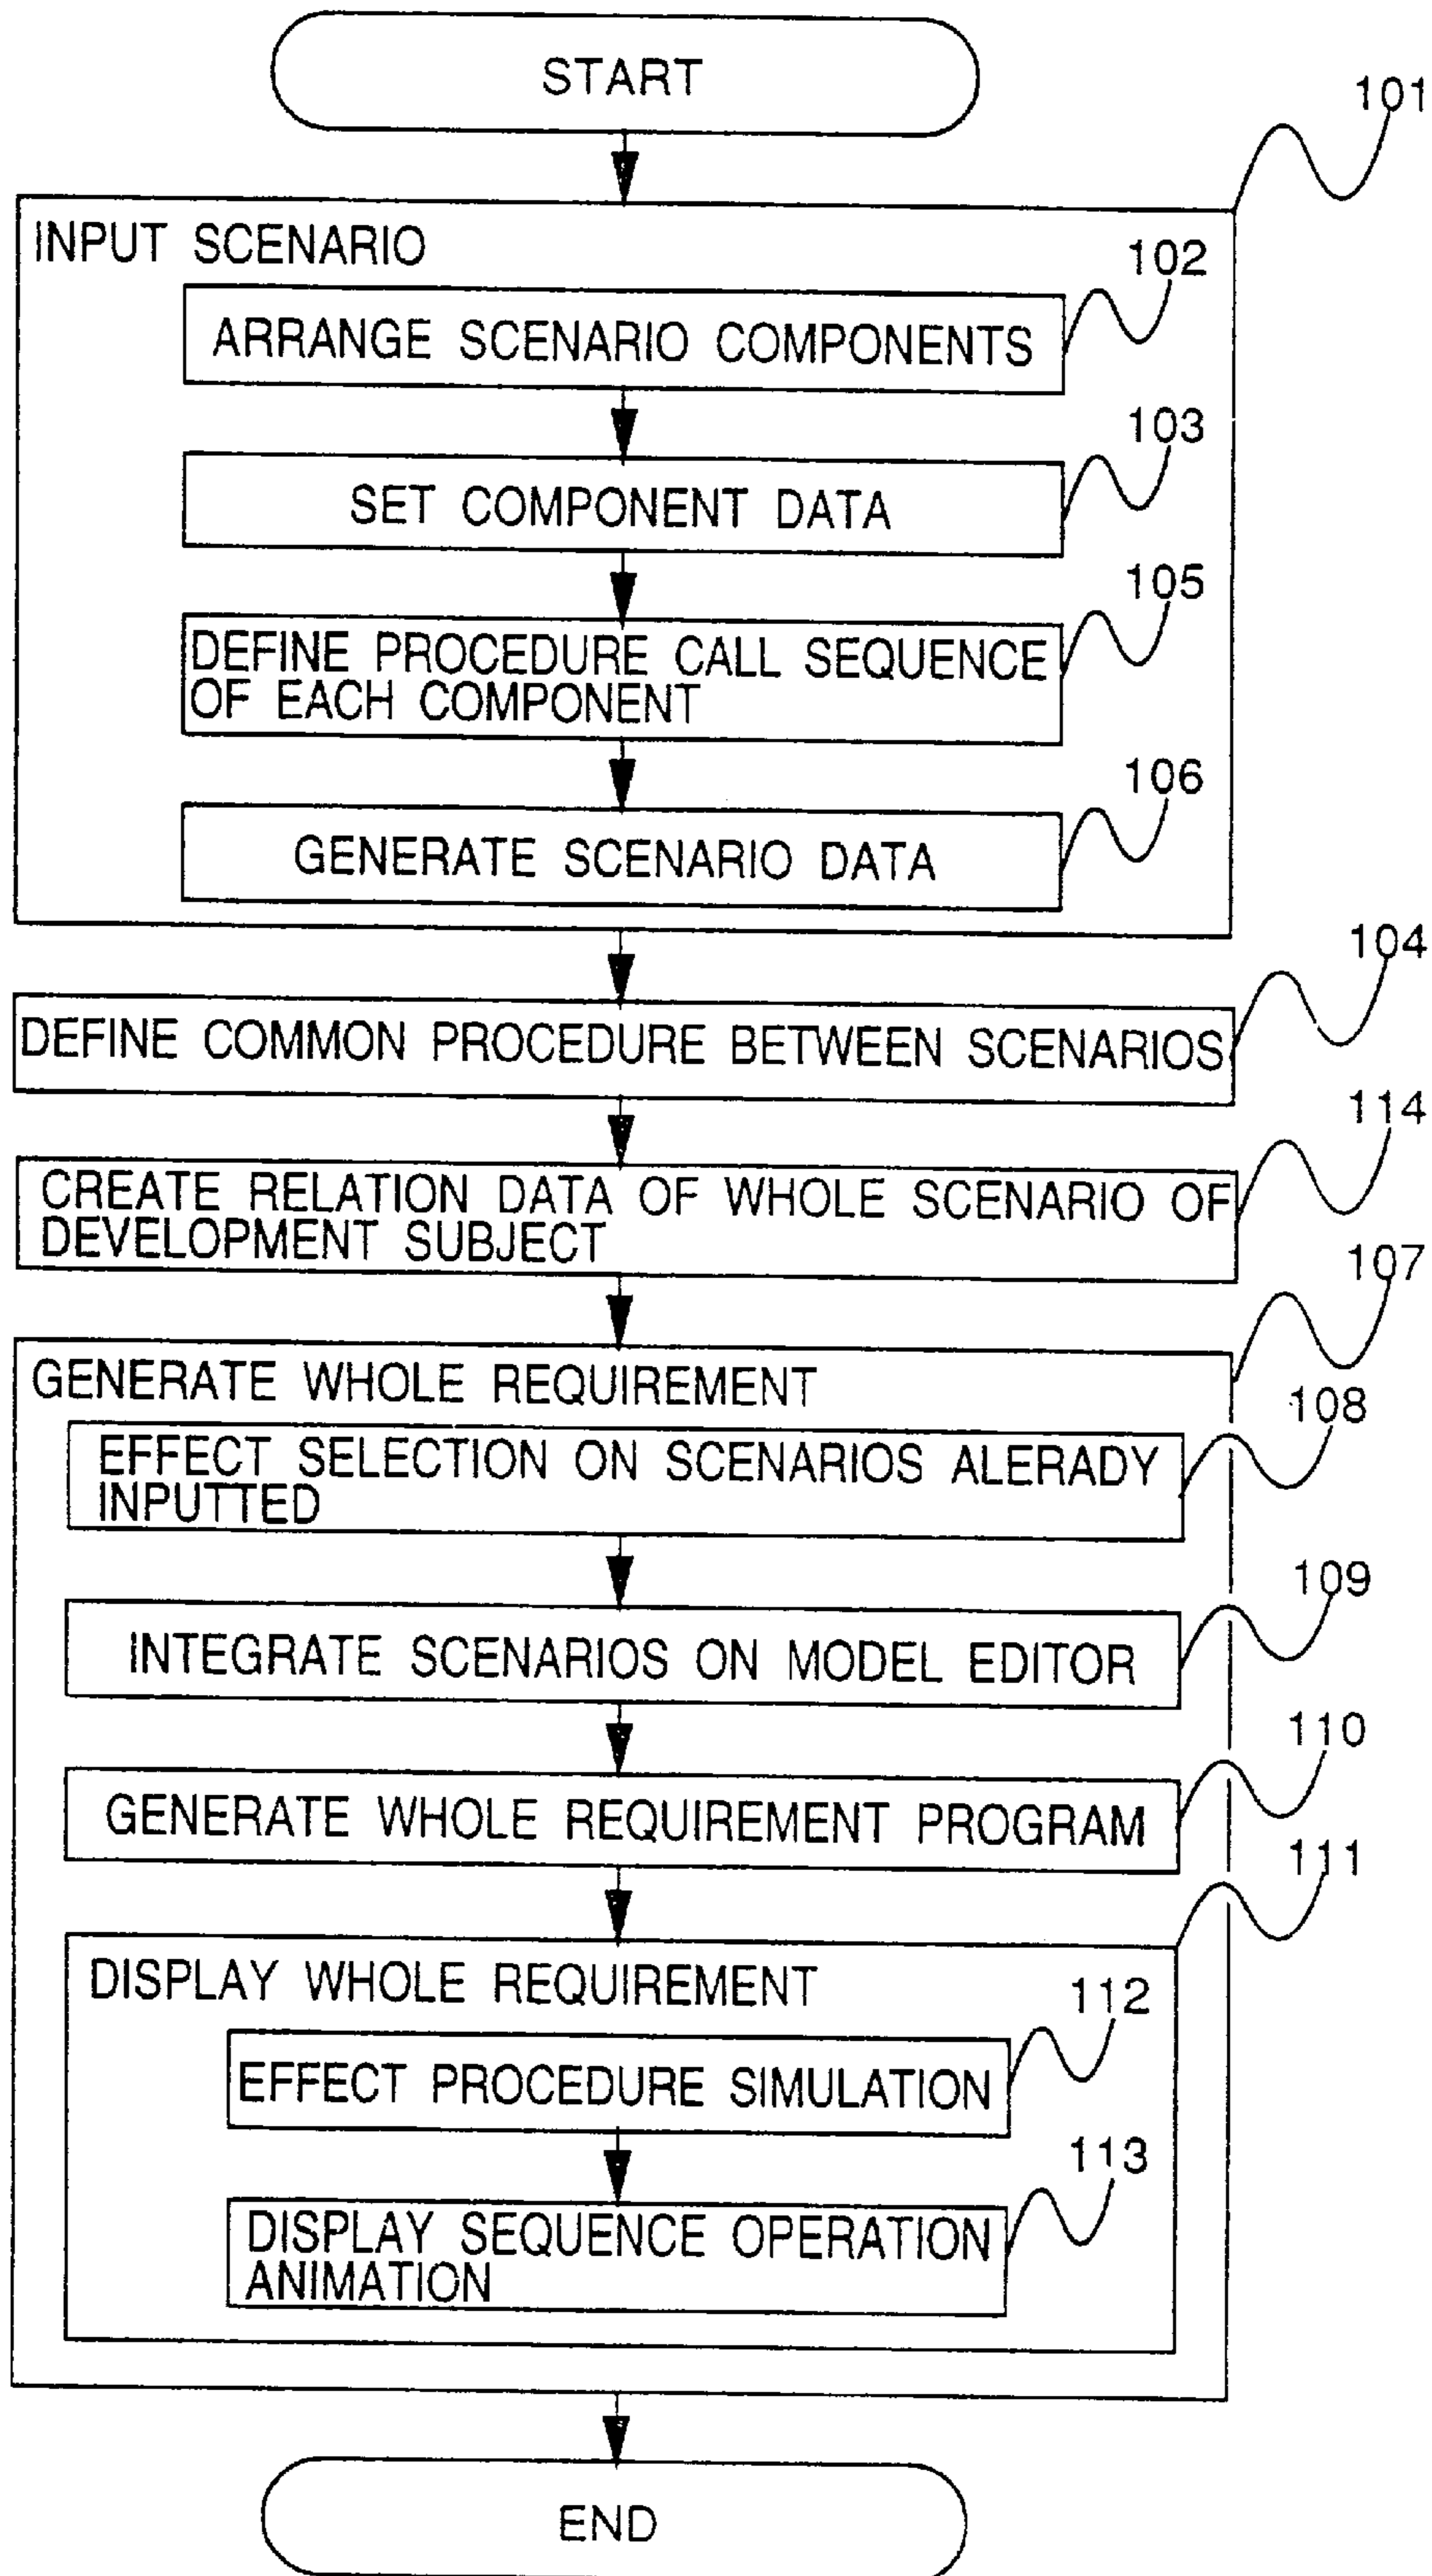 START
101
INPUT SCENARIO
102
ARRANGE SCENARIO COMPONENTS
103
SET COMPONENT DATA
105
DEFINE PROCEDURE CALL SEQUENCE
OF EACH COMPONENT
106
GENERATE SCENARIO DATA
104
DEFINE COMMON PROCEDURE BETWEEN SCENARIOS
114
CREATE RELATION DATA OF WHOLE SCENARIO OF
DEVELOPMENT SUBJECT
107
GENERATE WHOLE REQUIREMENT
108
EFFECT SELECTION ON SCENARIOS ALERADY
INPUTTED
109
INTEGRATE SCENARIOS ON MODEL EDITOR
110
GENERATE WHOLE REQUIREMENT PROGRAM
111
DISPLAY WHOLE REQUIREMENT
112
EFFECT PROCEDURE SIMULATION
113
DISPLAY SEQUENCE OPERATION
ANIMATION
END